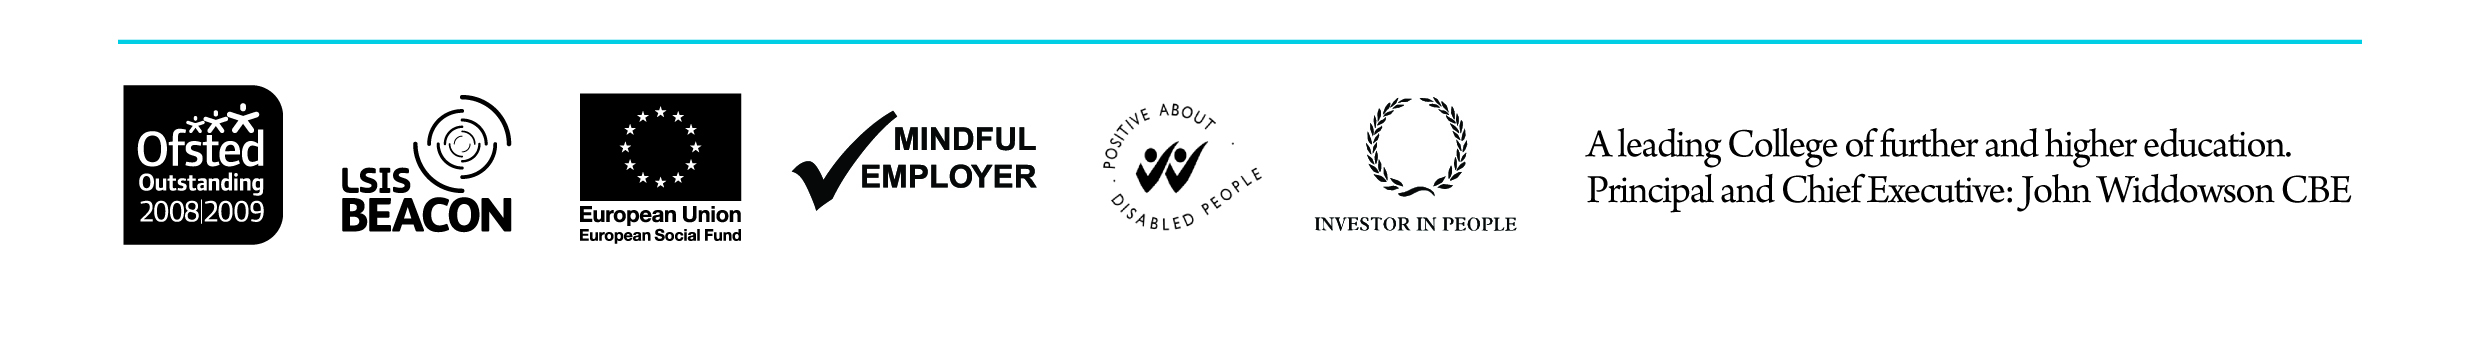 Ofsted
Outstanding
2008|2009
LSIS
BEACON
European Union
European Social Fund
MINDFUL
EMPLOYER
· POSITIVE ABOUT ·
DISABLED PEOPLE
INVESTOR IN PEOPLE
A leading College of further and higher education.
Principal and Chief Executive: John Widdowson CBE